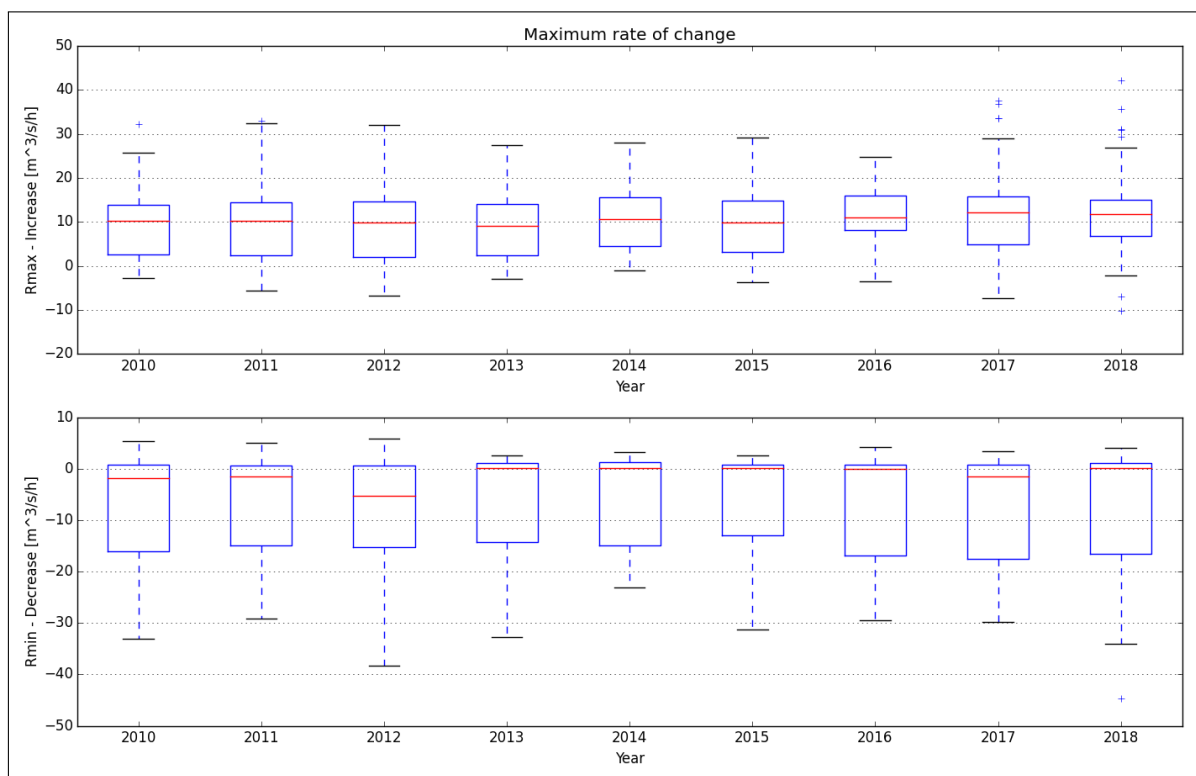 Maximum rate of change
Rmax - Increase [m^3/s/h]
50
40
30
20
10
0
−10
−20
2010 2011 2012 2013 2014 2015 2016 2017 2018
Year
Rmin - Decrease [m^3/s/h]
10
0
−10
−20
−30
−40
−50
2010 2011 2012 2013 2014 2015 2016 2017 2018
Year